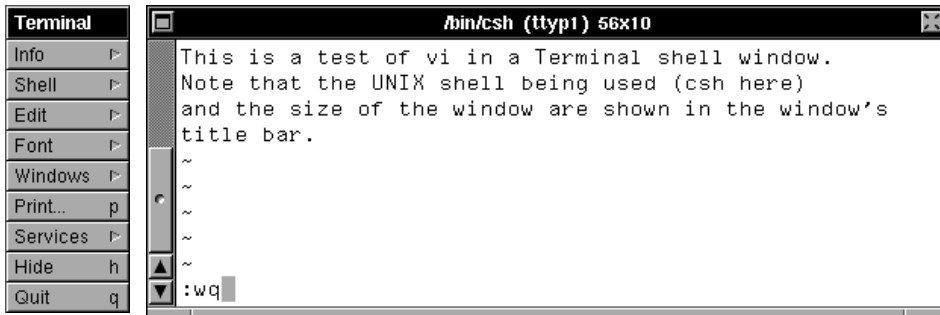 Terminal
Info
Shell
Edit
Font
Windows
Print... p
Services
Hide h
Quit q
/bin/csh (ttyp1) 56x10
This is a test of vi in a Terminal shell window.
Note that the UNIX shell being used (csh here)
and the size of the window are shown in the window's
title bar.
~
~
~
~
~
:wq